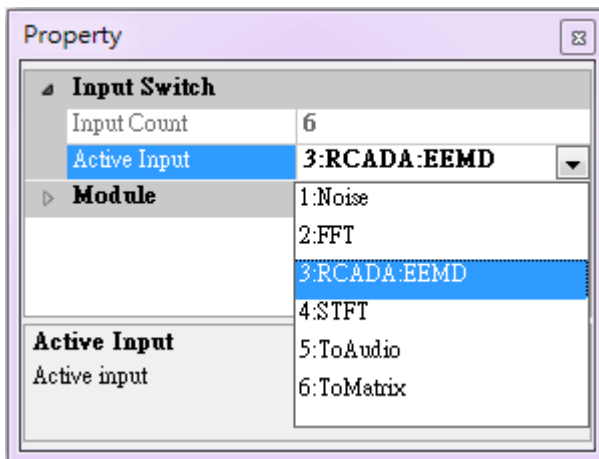 Property
Input Switch
Input Count 6
Active Input 3:RCADA:EEMD
Module
1:Noise
2:FFT
3:RCADA:EEMD
4:STFT
5:ToAudio
6:ToMatrix
Active Input
Active input